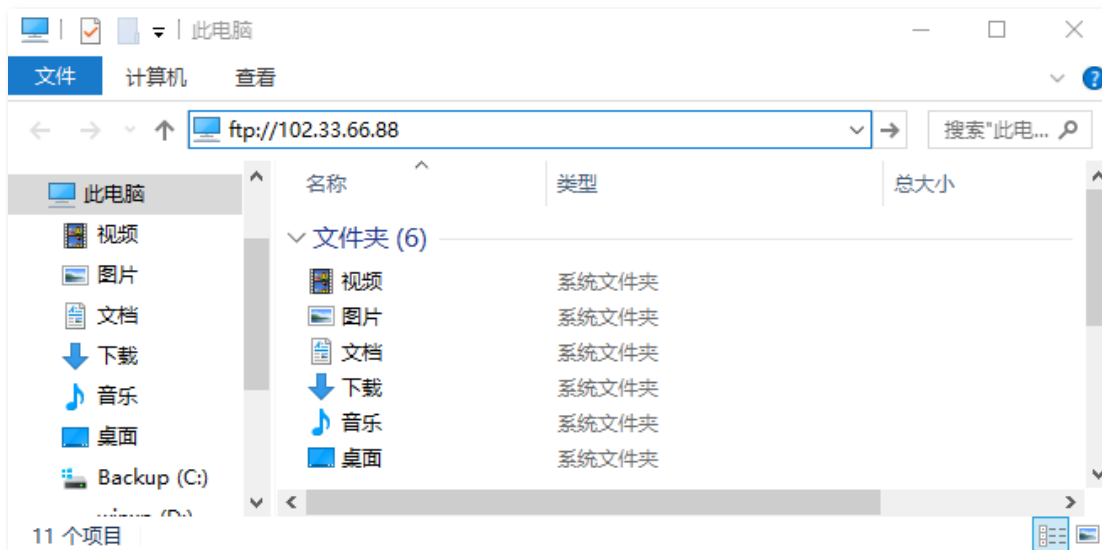 此电脑
文件 计算机 查看
ftp://102.33.66.88 搜索"此电...
此电脑
视频
图片
文档
下载
音乐
桌面
Backup (C:)
名称 类型 总大小
文件夹 (6)
视频 系统文件夹
图片 系统文件夹
文档 系统文件夹
下载 系统文件夹
音乐 系统文件夹
桌面 系统文件夹
11 个项目